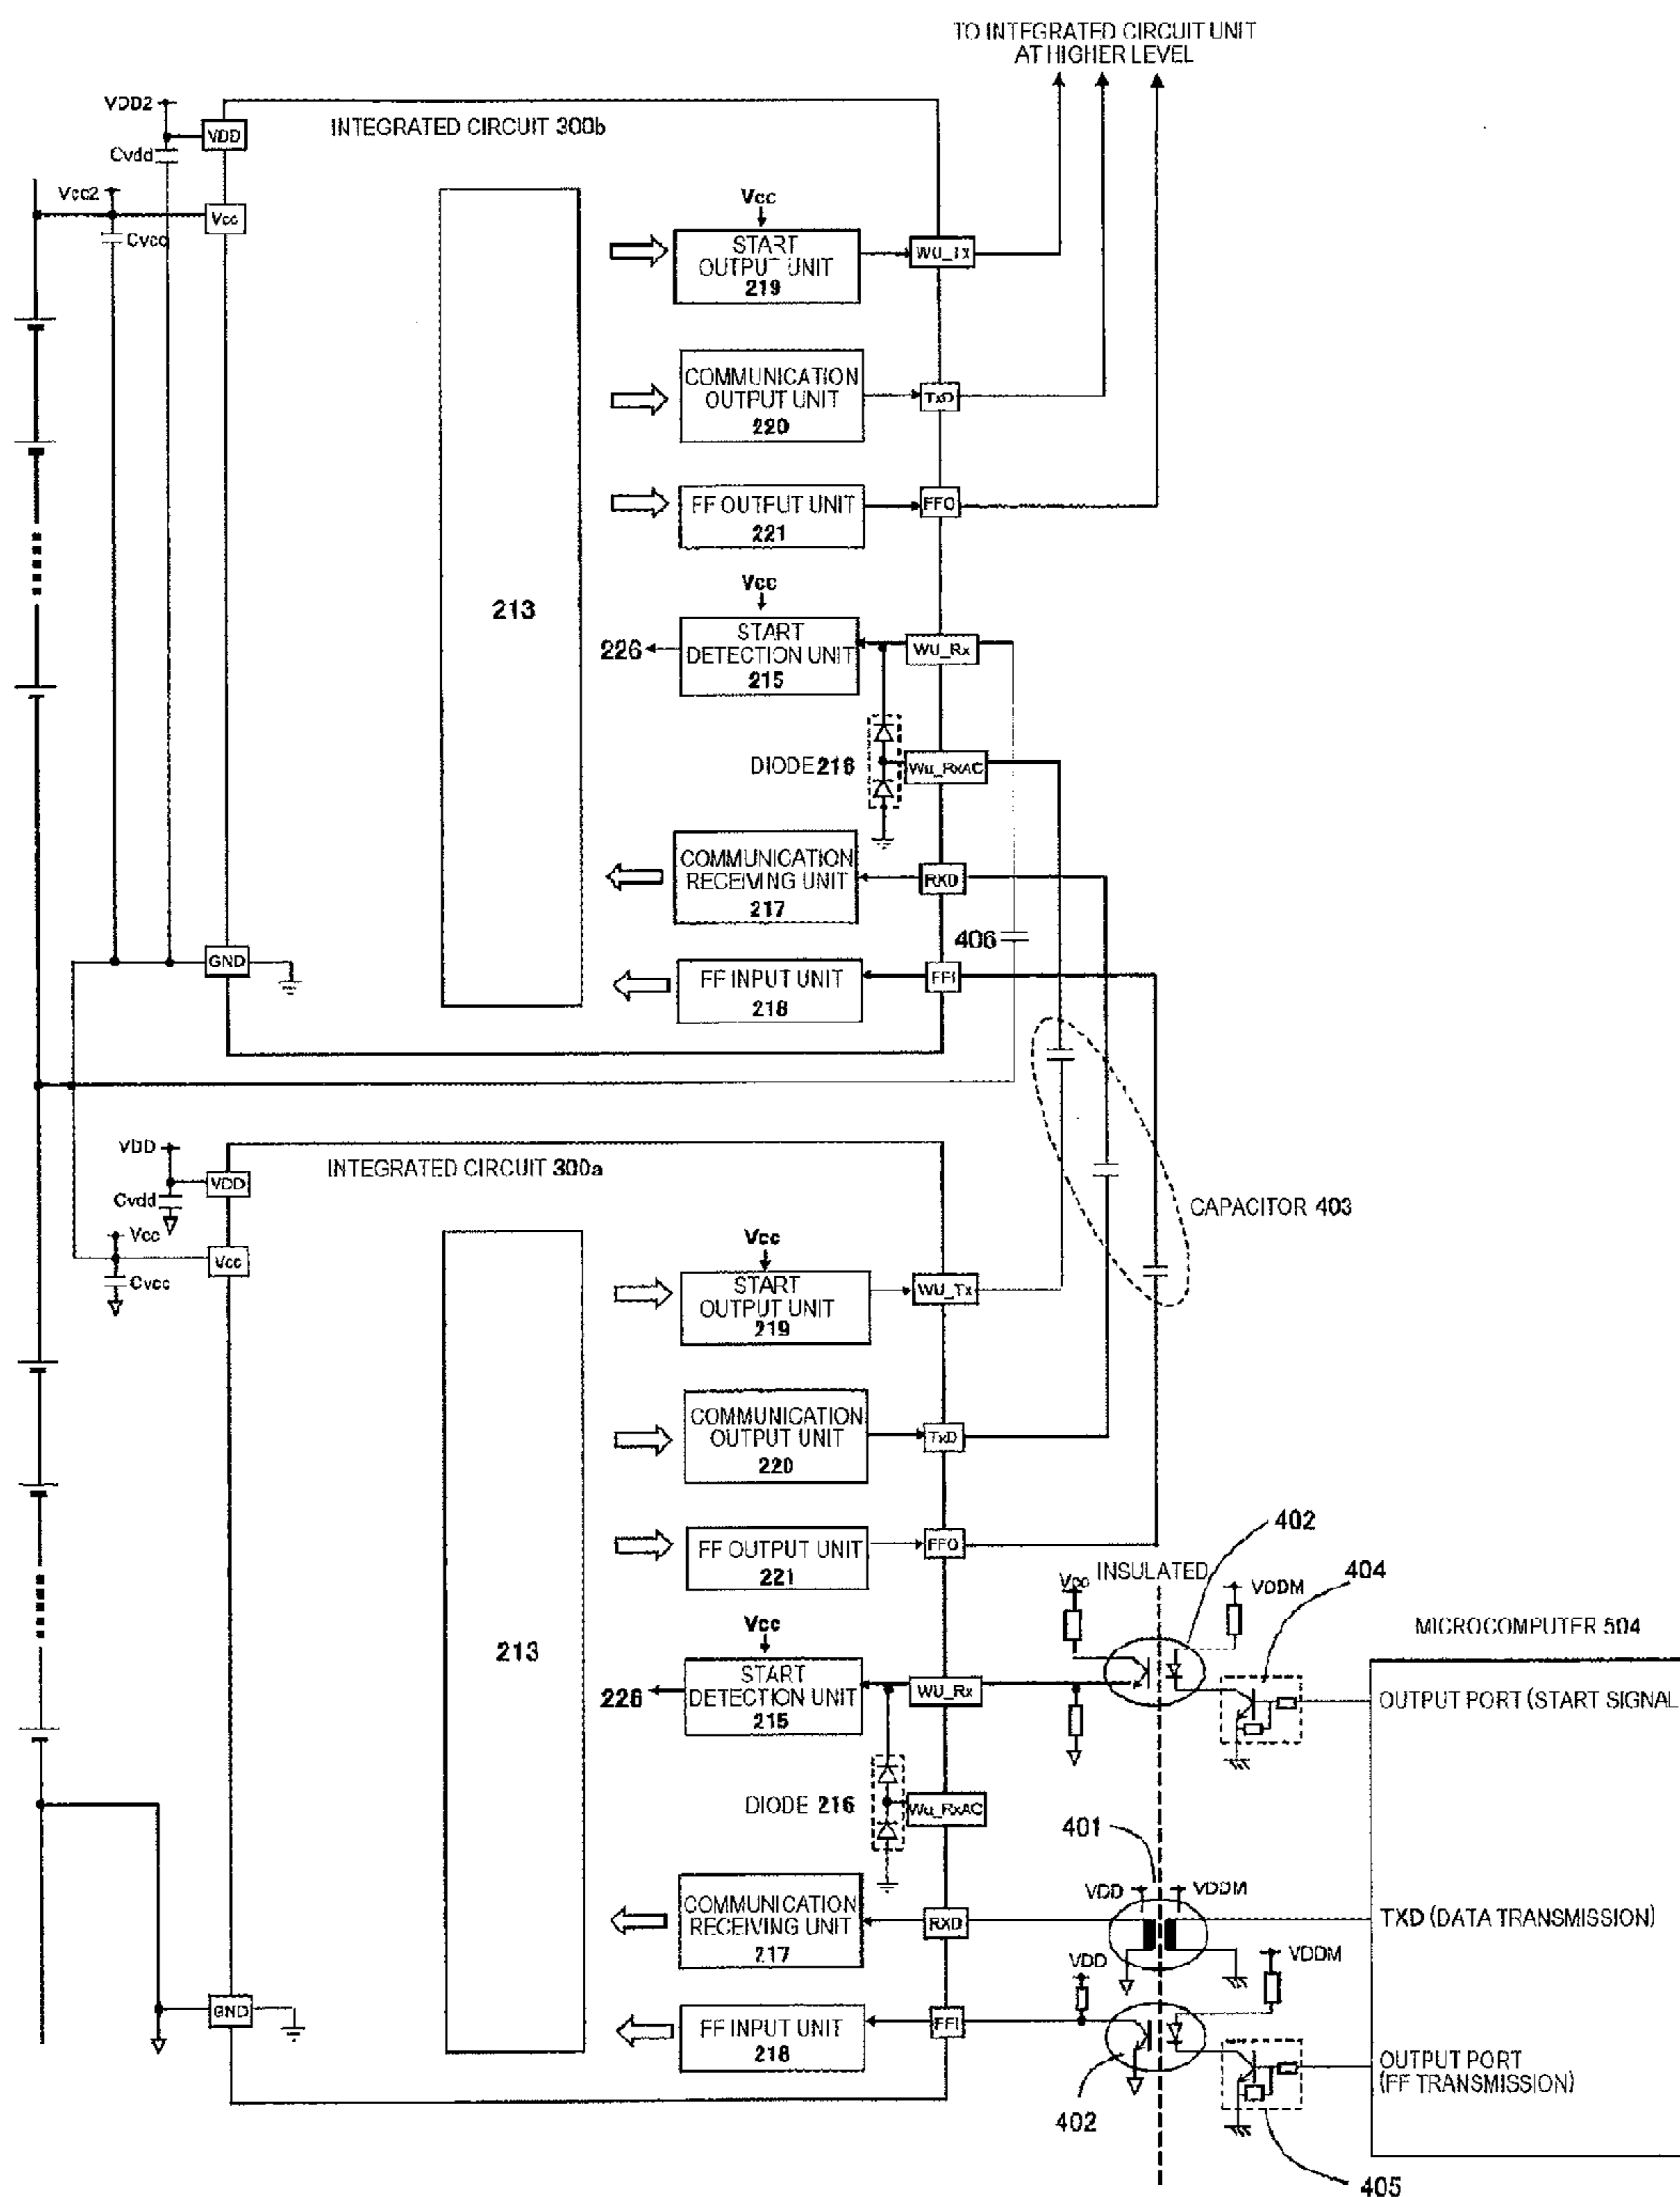 TO INTEGRATED CIRCUIT UNIT
AT HIGHER LEVEL
VDD2
VDD
INTEGRATED CIRCUIT 300b
Cvdd
Vcc2
Vcc
Cvcc
Vcc
START
OUTPUT UNIT
219
WU_Tx
COMMUNICATION
OUTPUT UNIT
220
TxD
FF OUTPUT UNIT
221
FFO
213
Vcc
START
DETECTION UNIT
215
226
WU_Rx
DIODE 216
Wu_RxAC
COMMUNICATION
RECEIVING UNIT
217
RXD
406
GND
FF INPUT UNIT
218
FFI
VDD
VDD
INTEGRATED CIRCUIT 300a
Cvdd
Vcc
Vcc
Cvcc
CAPACITOR 403
Vcc
START
OUTPUT UNIT
219
WU_Tx
COMMUNICATION
OUTPUT UNIT
220
TxD
FF OUTPUT UNIT
221
FFO
402
Vcc
INSULATED
VDDM
404
MICROCOMPUTER 504
213
Vcc
START
DETECTION UNIT
215
226
WU_Rx
OUTPUT PORT (START SIGNAL
DIODE 216
Wu_RxAC
401
VDD
VDDM
COMMUNICATION
RECEIVING UNIT
217
RXD
TXD (DATA TRANSMISSION)
VDD
VDDM
GND
FF INPUT UNIT
218
FFI
OUTPUT PORT
(FF TRANSMISSION)
402
405